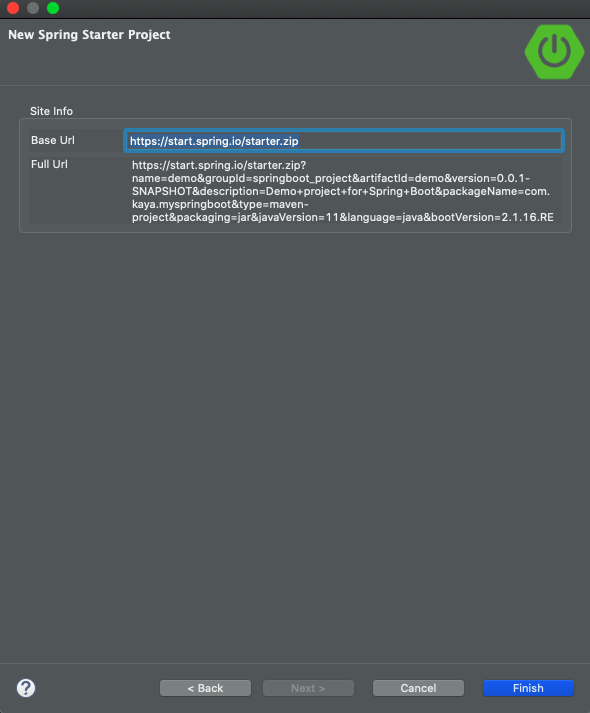 New Spring Starter Project
Site Info
Base Url
https://start.spring.io/starter.zip
Full Url
https://start.spring.io/starter.zip?
name=demo&groupId=springboot_project&artifactId=demo&version=0.0.1-
SNAPSHOT&description=Demo+project+for+Spring+Boot&packageName=com.
kaya.myspringboot&type=maven-
project&packaging=jar&javaVersion=11&language=java&bootVersion=2.1.16.RE
?
< Back
Next >
Cancel
Finish